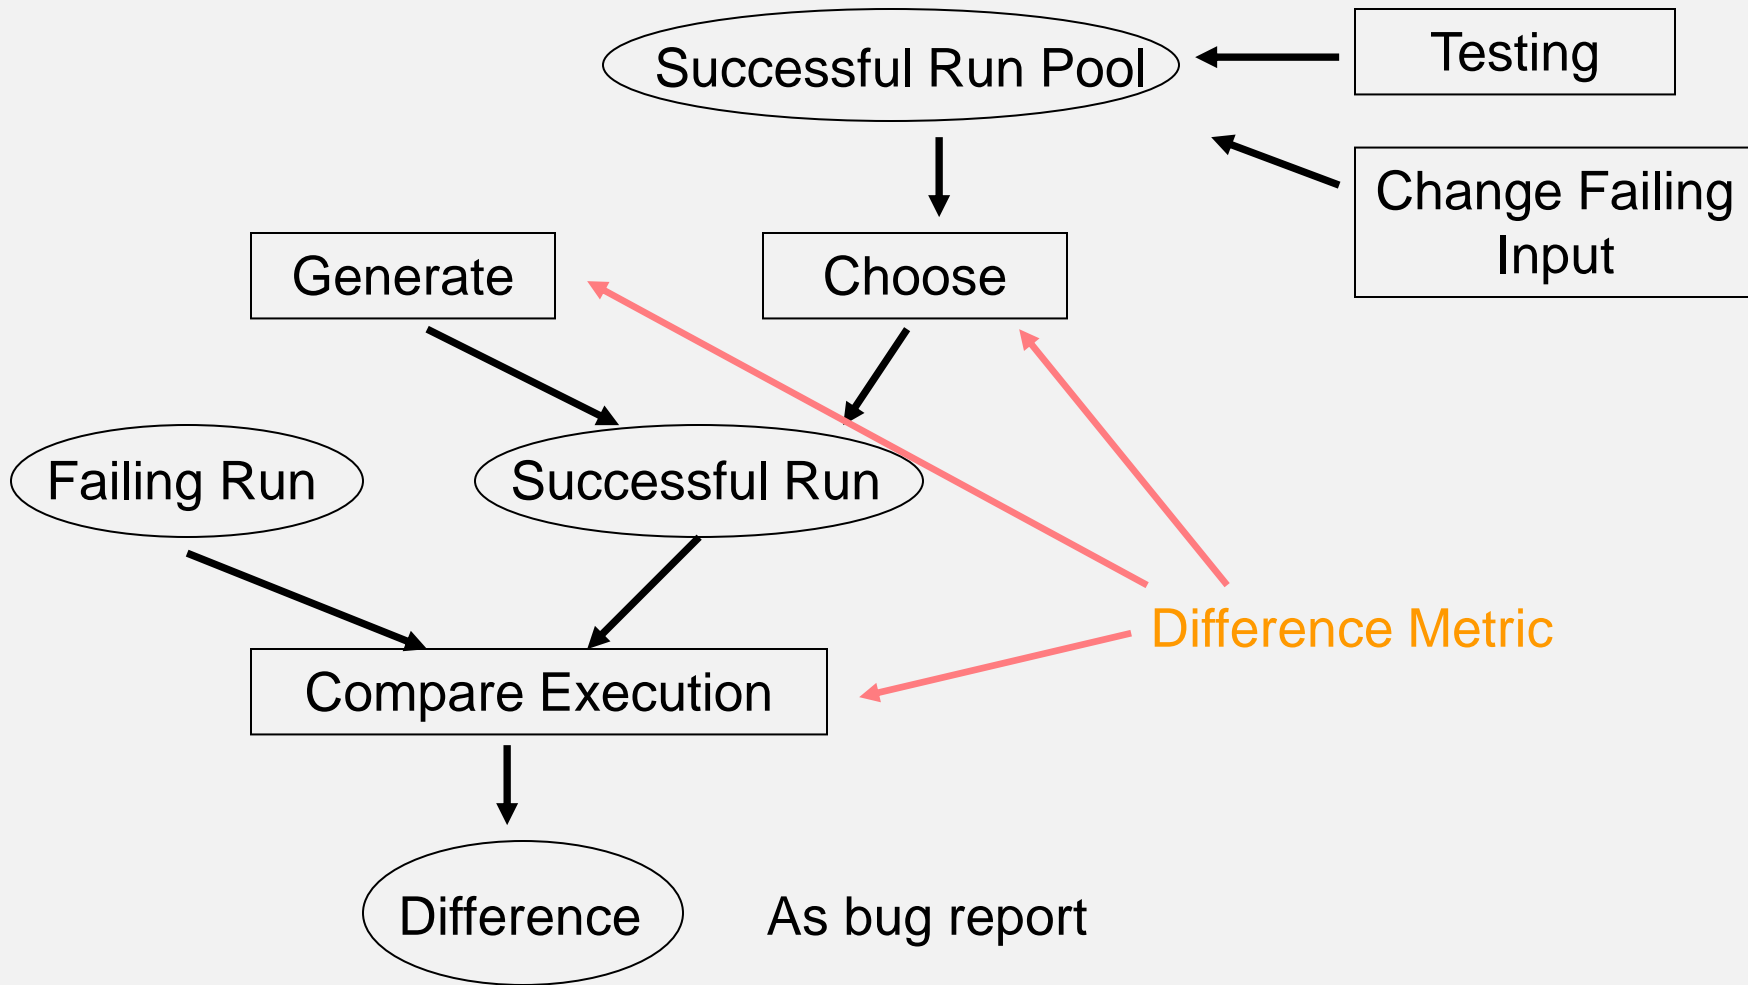 Successful Run Pool
Testing
Change Failing
Input
Generate
Choose
Failing Run
Successful Run
Difference Metric
Compare Execution
Difference
As bug report